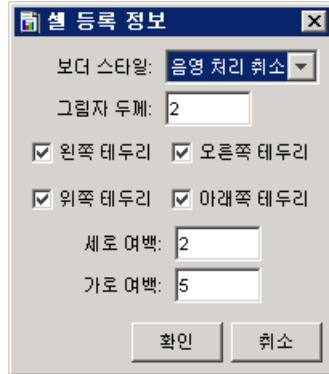 셀 등록 정보
보더 스타일: 음영 처리 취소
그림자 두께: 2
왼쪽 테두리 오른쪽 테두리
위쪽 테두리 아래쪽 테두리
세로 여백: 2
가로 여백: 5
확인 취소